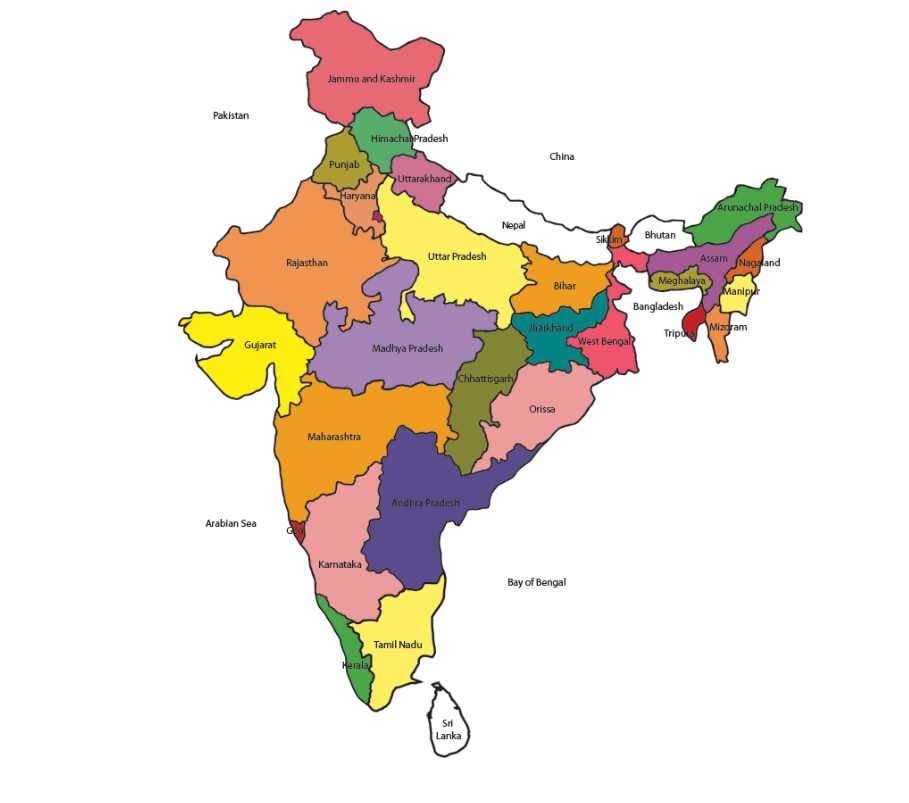 Jammu and Kashmir
Pakistan
Himachal Pradesh
China
Punjab
Uttarakhand
Haryana
Arunachal Pradesh
Nepal
Sikkim
Bhutan
Uttar Pradesh
Assam
Rajasthan
Nagaland
Meghalaya
Bihar
Manipur
Bangladesh
Jharkhand
Mizoram
Tripura
West Bengal
Gujarat
Madhya Pradesh
Chhattisgarh
Orissa
Maharashtra
Andhra Pradesh
Arabian Sea
Goa
Karnataka
Bay of Bengal
Tamil Nadu
Kerala
Sri
Lanka